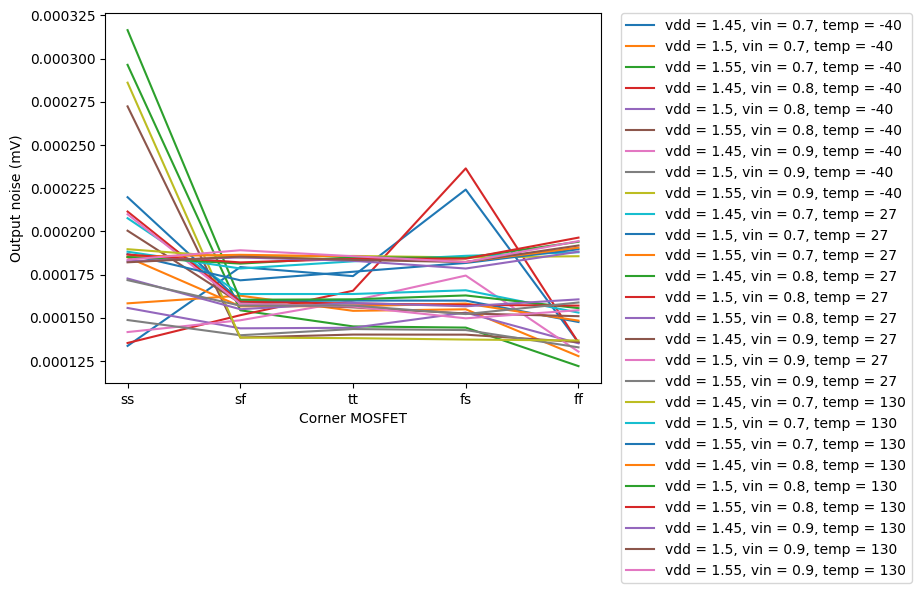 0.000325
0.000300
0.000275
0.000250
0.000225
0.000200
0.000175
0.000150
0.000125
Output noise (mV)
ss sf tt fs ff
Corner MOSFET
vdd = 1.45, vin = 0.7, temp = -40
vdd = 1.5, vin = 0.7, temp = -40
vdd = 1.55, vin = 0.7, temp = -40
vdd = 1.45, vin = 0.8, temp = -40
vdd = 1.5, vin = 0.8, temp = -40
vdd = 1.55, vin = 0.8, temp = -40
vdd = 1.45, vin = 0.9, temp = -40
vdd = 1.5, vin = 0.9, temp = -40
vdd = 1.55, vin = 0.9, temp = -40
vdd = 1.45, vin = 0.7, temp = 27
vdd = 1.5, vin = 0.7, temp = 27
vdd = 1.55, vin = 0.7, temp = 27
vdd = 1.45, vin = 0.8, temp = 27
vdd = 1.5, vin = 0.8, temp = 27
vdd = 1.55, vin = 0.8, temp = 27
vdd = 1.45, vin = 0.9, temp = 27
vdd = 1.5, vin = 0.9, temp = 27
vdd = 1.55, vin = 0.9, temp = 27
vdd = 1.45, vin = 0.7, temp = 130
vdd = 1.5, vin = 0.7, temp = 130
vdd = 1.55, vin = 0.7, temp = 130
vdd = 1.45, vin = 0.8, temp = 130
vdd = 1.5, vin = 0.8, temp = 130
vdd = 1.55, vin = 0.8, temp = 130
vdd = 1.45, vin = 0.9, temp = 130
vdd = 1.5, vin = 0.9, temp = 130
vdd = 1.55, vin = 0.9, temp = 130